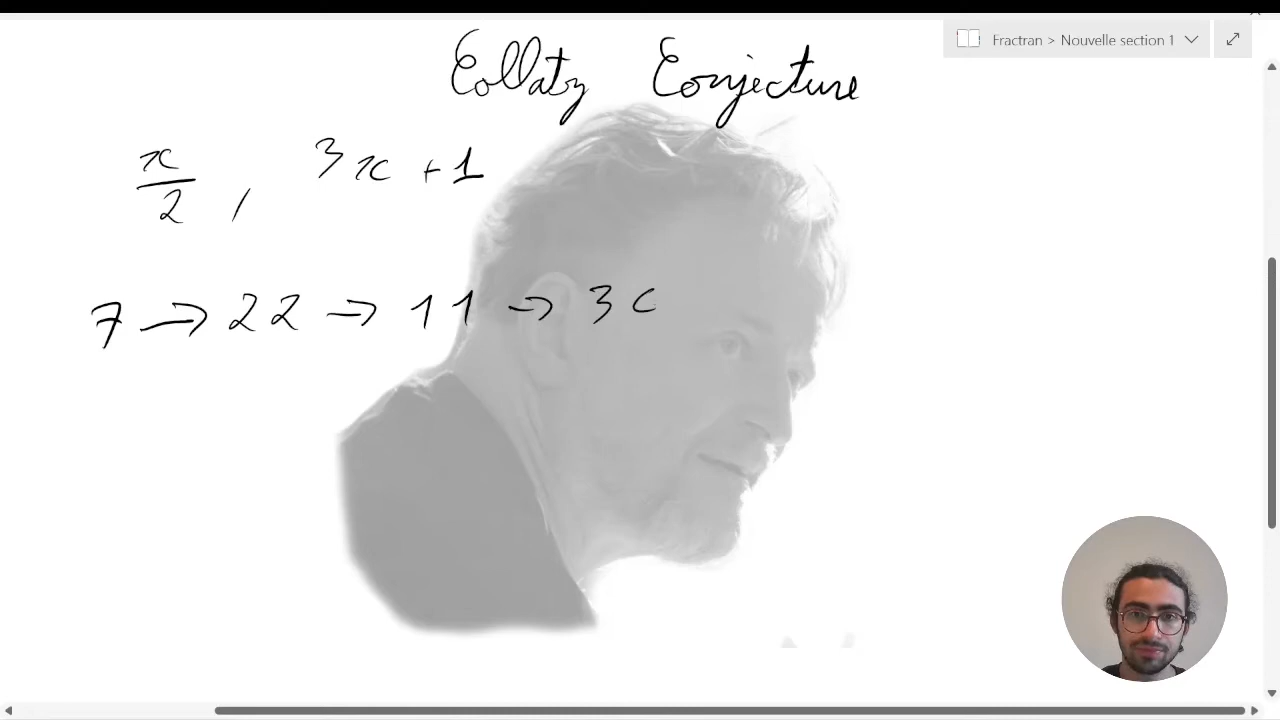 Fractran > Nouvelle section 1
Collatz Conjecture
x/2 , 3x + 1
7 → 22 → 11 → 3